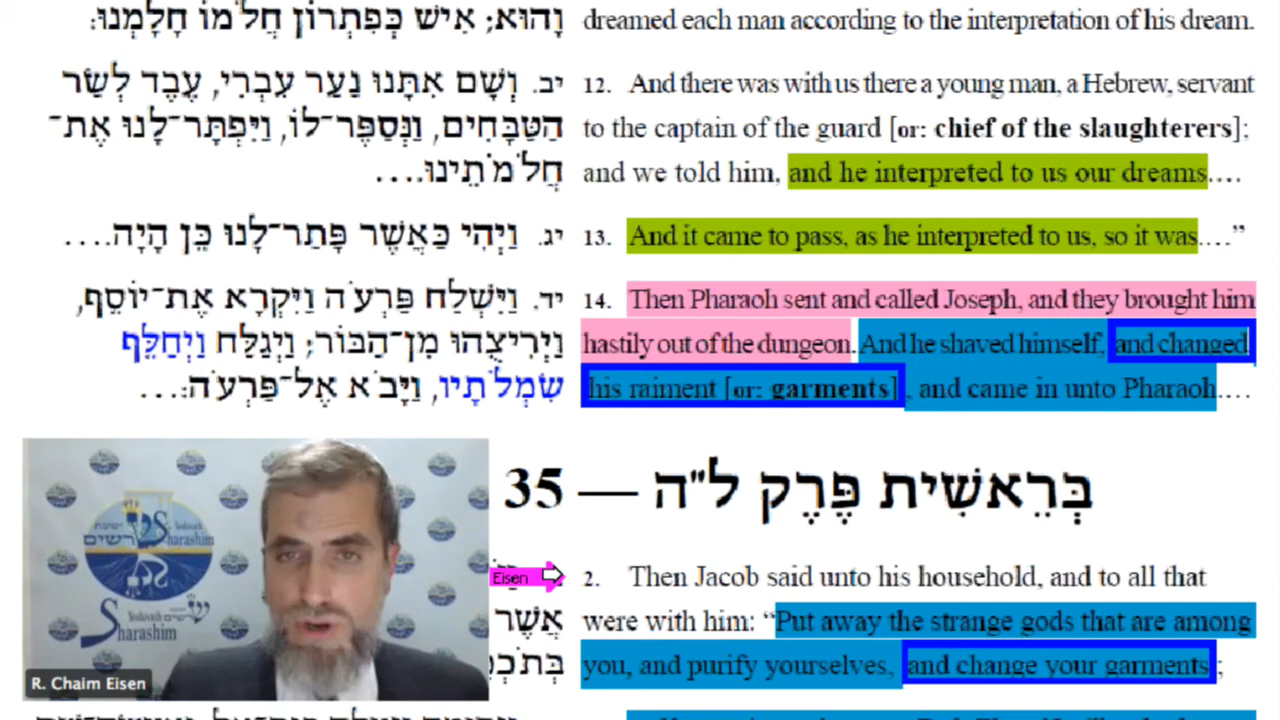 וָהוּא; אִישׁ כְּפִתְרוֹן חֲלֹמוֹ חָלָמְנוּ:
dreamed each man according to the interpretation of his dream.
יב. וְשָׁם אִתָּנוּ נַעַר עִבְרִי, עֶבֶד לְשַׂר
12. And there was with us there a young man, a Hebrew, servant
הַטַּבָּחִים, וַנְּסַפֶּר־לוֹ, וַיִּפְתָּר־לָנוּ אֶת־
to the captain of the guard [or: chief of the slaughterers];
חֲלֹמֹתֵינוּ....
and we told him, and he interpreted to us our dreams....
יג. וַיְהִי כַּאֲשֶׁר פָּתַר־לָנוּ כֵּן הָיָה....
13. And it came to pass, as he interpreted to us, so it was....”
יד. וַיִּשְׁלַח פַּרְעֹה וַיִּקְרָא אֶת־יוֹסֵף,
14. Then Pharaoh sent and called Joseph, and they brought him
וַיְרִיצֻהוּ מִן־הַבּוֹר; וַיְגַלַּח וַיְחַלֵּף
hastily out of the dungeon. And he shaved himself, and changed
שִׂמְלֹתָיו, וַיָּבֹא אֶל־פַּרְעֹה:...
his raiment [or: garments], and came in unto Pharaoh....
בְּרֵאשִׁית פֶּרֶק ל"ה — 35
Eisen
2. Then Jacob said unto his household, and to all that
אֲשֶׁר
were with him: “Put away the strange gods that are among
you, and purify yourselves, and change your garments;
ישיבת שרשים
Yeshivath Sharashim
Yeshivath ישיבת שרשים
Sharashim
R. Chaim Eisen